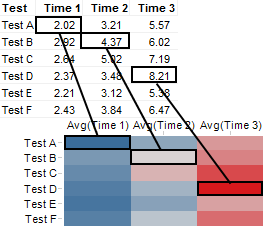 Test Time 1 Time 2 Time 3
Test A 2.02 3.21 5.57
Test B 2.92 4.37 6.02
Test C 2.64 5.02 7.19
Test D 2.37 3.48 8.21
Test E 2.21 3.12 5.38
Test F 2.43 3.84 6.47
Avg(Time 1) Avg(Time 2) Avg(Time 3)
Test A
Test B
Test C
Test D
Test E
Test F